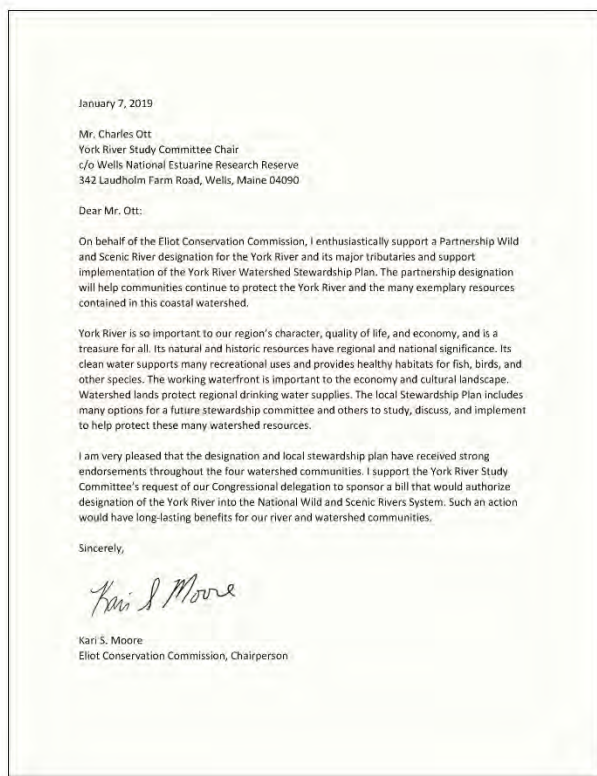 January 7, 2019
Mr. Charles Ott
York River Study Committee Chair
c/o Wells National Estuarine Research Reserve
342 Laudholm Farm Road, Wells, Maine 04090
Dear Mr. Ott:
On behalf of the Eliot Conservation Commission, I enthusiastically support a Partnership Wild
and Scenic River designation for the York River and its major tributaries and support
implementation of the York River Watershed Stewardship Plan. The partnership designation
will help communities continue to protect the York River and the many exemplary resources
contained in this coastal watershed.
York River is so important to our region's character, quality of life, and economy, and is a
treasure for all. Its natural and historic resources have regional and national significance. Its
clean water supports many recreational uses and provides healthy habitats for fish, birds, and
other species. The working waterfront is important to the economy and cultural landscape.
Watershed lands protect regional drinking water supplies. The local Stewardship Plan includes
many options for a future stewardship committee and others to study, discuss, and implement
to help protect these many watershed resources.
I am very pleased that the designation and local stewardship plan have received strong
endorsements throughout the four watershed communities. I support the York River Study
Committee's request of our Congressional delegation to sponsor a bill that would authorize
designation of the York River into the National Wild and Scenic Rivers System. Such an action
would have long-lasting benefits for our river and watershed communities.
Sincerely,
Kari S Moore
Kari S. Moore
Eliot Conservation Commission, Chairperson